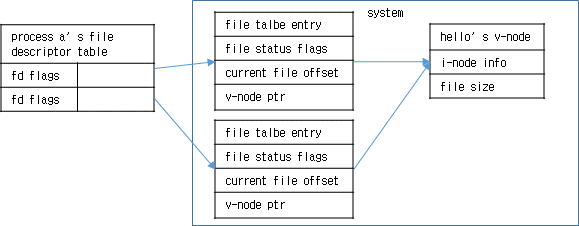 process a's file
descriptor table
fd flags
fd flags
system
file talbe entry
file status flags
current file offset
v-node ptr
file talbe entry
file status flags
current file offset
v-node ptr
hello's v-node
i-node info
file size